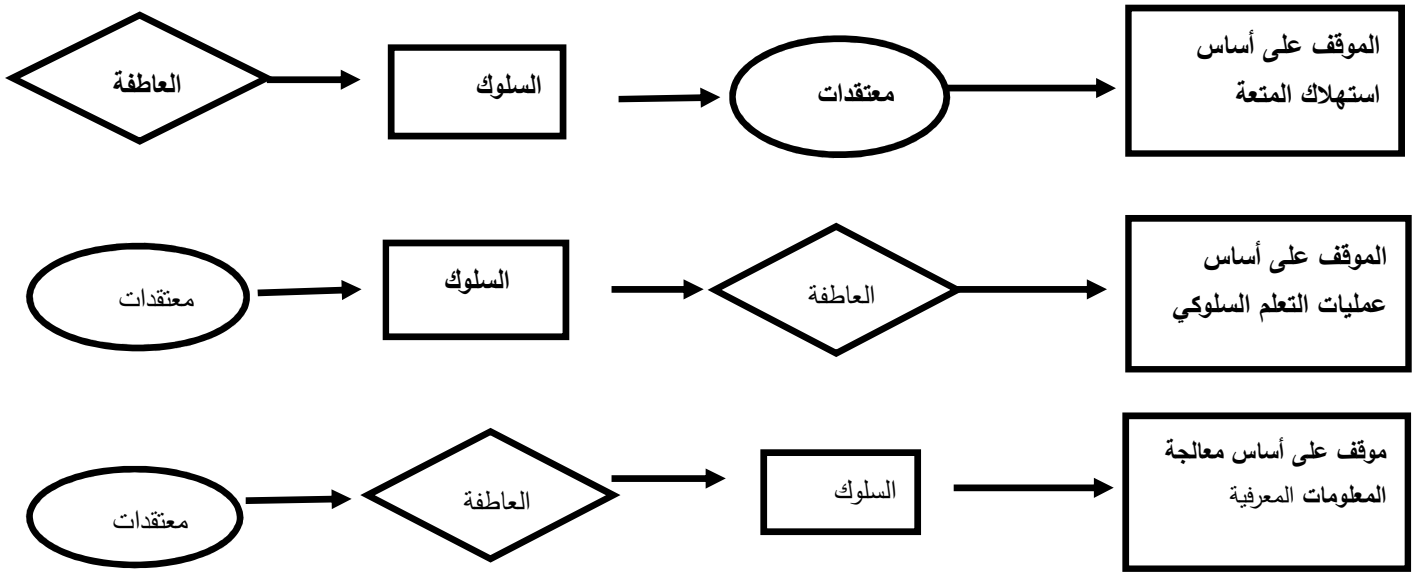 العاطفة
السلوك
معتقدات
الموقف على أساس
استهلاك المتعة
معتقدات
السلوك
العاطفة
الموقف على أساس
عمليات التعلم السلوكي
معتقدات
العاطفة
السلوك
موقف على أساس معالجة
المعلومات المعرفية